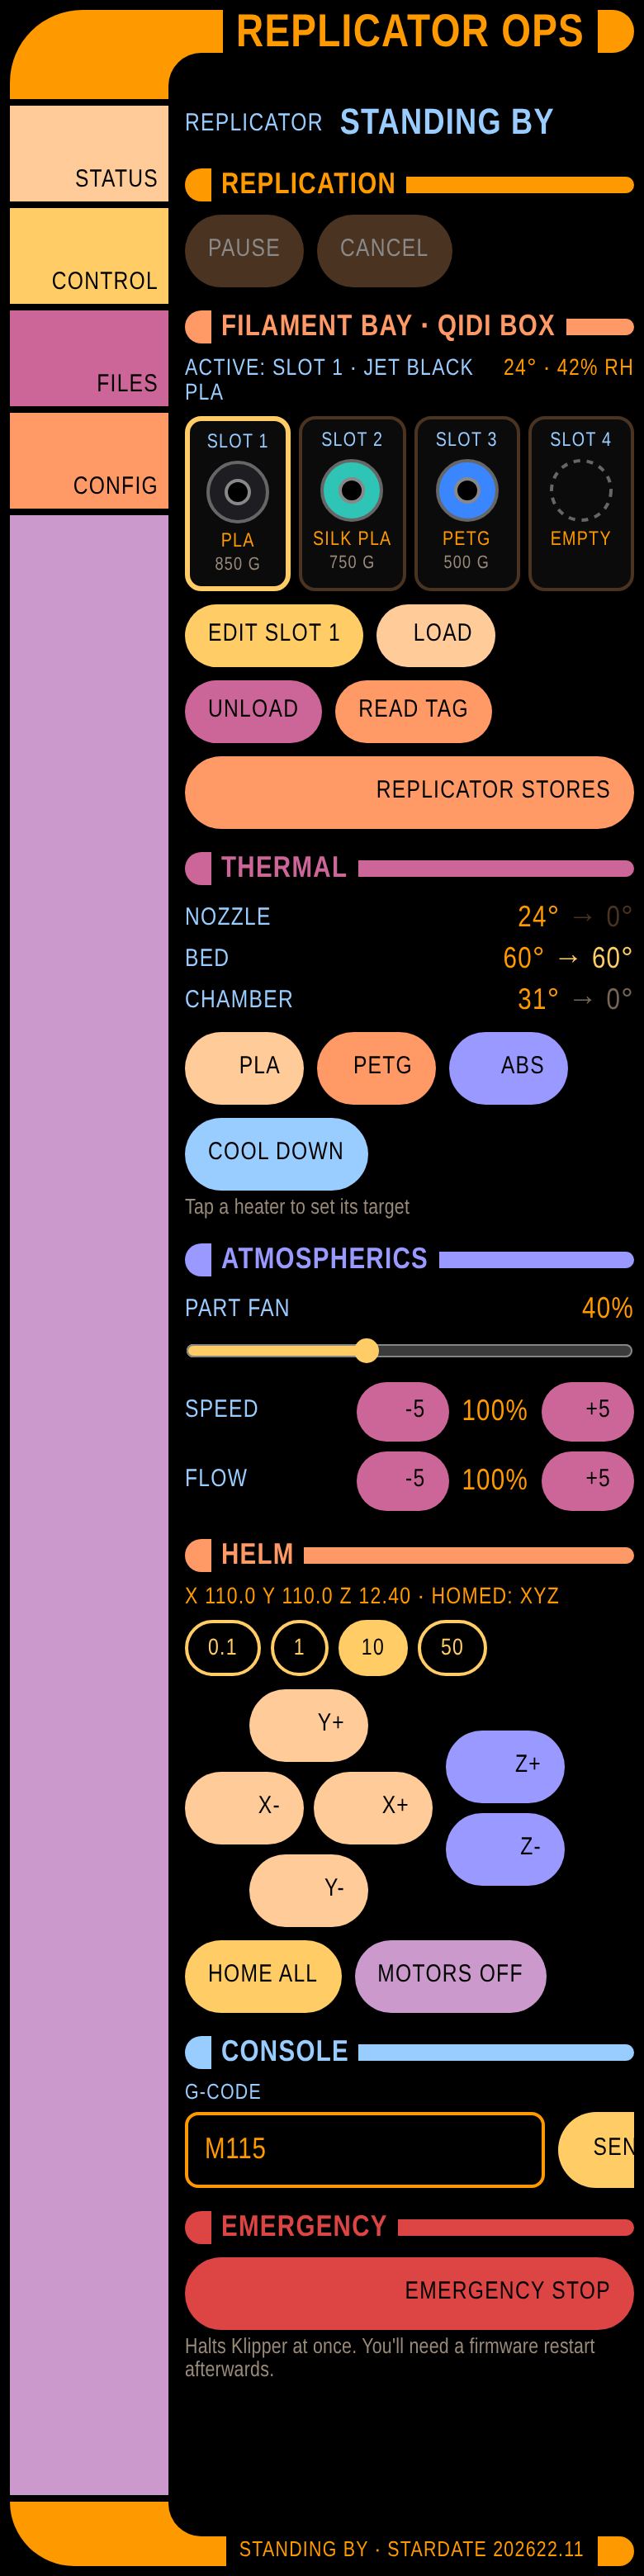 REPLICATOR OPS
STATUS
CONTROL
FILES
CONFIG
REPLICATOR STANDING BY
REPLICATION
PAUSE CANCEL
FILAMENT BAY · QIDI BOX
ACTIVE: SLOT 1 · JET BLACK PLA
24° · 42% RH
SLOT 1 SLOT 2 SLOT 3 SLOT 4
PLA SILK PLA PETG EMPTY
850 G 750 G 500 G
EDIT SLOT 1 LOAD
UNLOAD READ TAG
REPLICATOR STORES
THERMAL
NOZZLE 24° → 0°
BED 60° → 60°
CHAMBER 31° → 0°
PLA PETG ABS
COOL DOWN
Tap a heater to set its target
ATMOSPHERICS
PART FAN 40%
SPEED -5 100% +5
FLOW -5 100% +5
HELM
X 110.0 Y 110.0 Z 12.40 · HOMED: XYZ
0.1 1 10 50
Y+
Z+
X- X+
Z-
Y-
HOME ALL MOTORS OFF
CONSOLE
G-CODE
M115 SEN
EMERGENCY
EMERGENCY STOP
Halts Klipper at once. You'll need a firmware restart
afterwards.
STANDING BY · STARDATE 202622.11